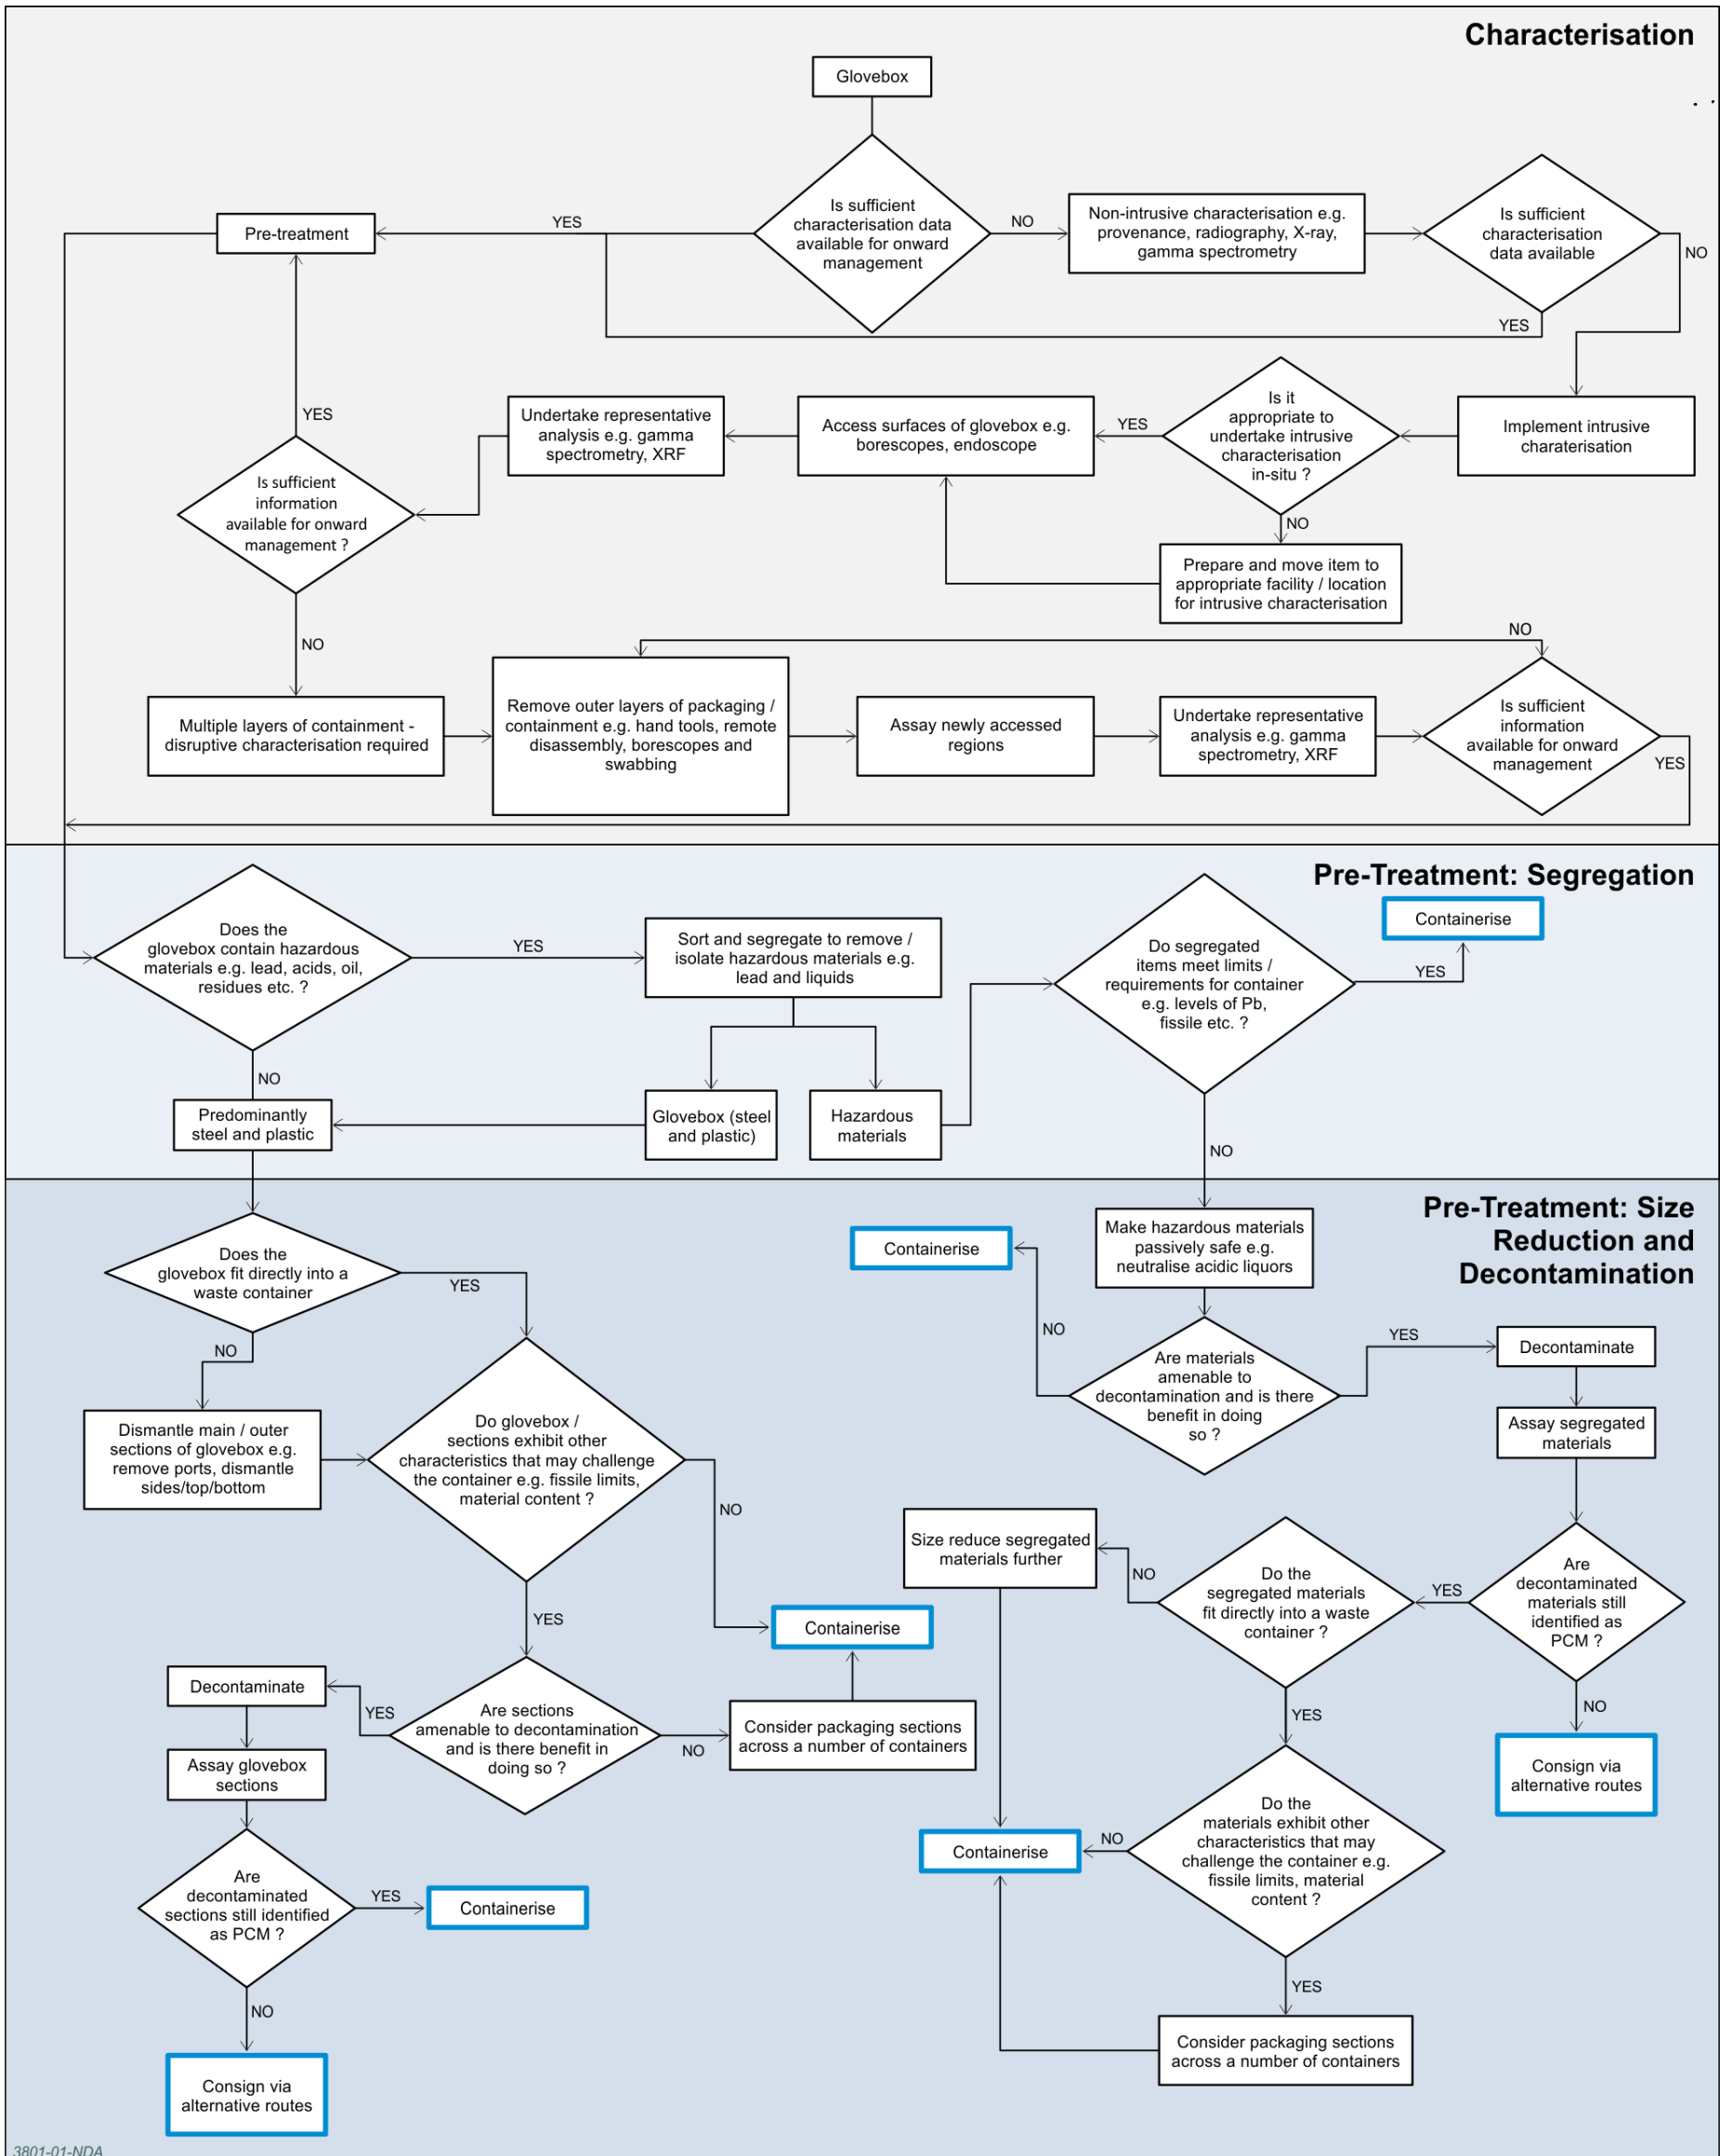 Characterisation
Glovebox
Is sufficient
characterisation data
available for onward
management
YES
NO
Pre-treatment
Non-intrusive characterisation e.g.
provenance, radiography, X-ray,
gamma spectrometry
Is sufficient
characterisation
data available
NO
YES
Implement intrusive
charaterisation
Is it
appropriate to
undertake intrusive
characterisation
in-situ ?
YES
NO
Access surfaces of glovebox e.g.
borescopes, endoscope
Prepare and move item to
appropriate facility / location
for intrusive characterisation
Undertake representative
analysis e.g. gamma
spectrometry, XRF
Is sufficient
information
available for onward
management ?
YES
NO
Multiple layers of containment -
disruptive characterisation required
Remove outer layers of packaging /
containment e.g. hand tools, remote
disassembly, borescopes and
swabbing
Assay newly accessed
regions
Undertake representative
analysis e.g. gamma
spectrometry, XRF
Is sufficient
information
available for onward
management
NO
YES
Pre-Treatment: Segregation
Does the
glovebox contain hazardous
materials e.g. lead, acids, oil,
residues etc. ?
YES
NO
Sort and segregate to remove /
isolate hazardous materials e.g.
lead and liquids
Predominantly
steel and plastic
Glovebox (steel
and plastic)
Hazardous
materials
Do segregated
items meet limits /
requirements for container
e.g. levels of Pb,
fissile etc. ?
YES
Containerise
NO
Pre-Treatment: Size
Reduction and
Decontamination
Does the
glovebox fit directly into a
waste container
YES
NO
Dismantle main / outer
sections of glovebox e.g.
remove ports, dismantle
sides/top/bottom
Do glovebox /
sections exhibit other
characteristics that may challenge
the container e.g. fissile limits,
material content ?
NO
YES
Containerise
Are sections
amenable to decontamination
and is there benefit in
doing so ?
YES
NO
Consider packaging sections
across a number of containers
Decontaminate
Assay glovebox
sections
Are
decontaminated
sections still identified
as PCM ?
YES
Containerise
NO
Consign via
alternative routes
Make hazardous materials
passively safe e.g.
neutralise acidic liquors
Containerise
NO
Are materials
amenable to
decontamination and is there
benefit in doing
so ?
YES
Decontaminate
Assay segregated
materials
Are
decontaminated
materials still
identified as
PCM ?
YES
NO
Consign via
alternative routes
Do the
segregated materials
fit directly into a waste
container ?
NO
YES
Size reduce segregated
materials further
Do the
materials exhibit other
characteristics that may
challenge the container e.g.
fissile limits, material
content ?
NO
Containerise
YES
Consider packaging sections
across a number of containers
3801-01-NDA